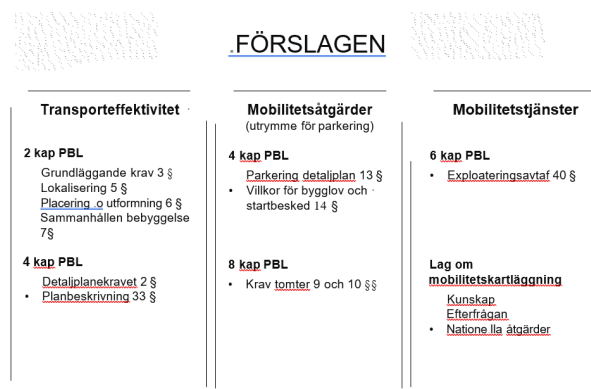 .FÖRSLAGEN
Transporteffektivitet
2 kap PBL
Grundläggande krav 3 §
Lokalisering 5 §
Placering .o utformning 6 §
Sammanhållen bebyggelse
7§
4 kap PBL
Detaljplanekravet 2 §
• Planbeskrivning 33 §
Mobilitetsåtgärder
(utrymme för parkering)
4 kap PBL
Parkering detaljplan 13 §
• Villkor för bygglov och
startbesked 14 §
8 kap PBL
• Krav tomter 9 och 10 §§
Mobilitetstjänster
6 kap PBL
• Exploateringsavtaf 40 §
Lag om
mobilitetskartläggning
Kunskap
Efterfrågan
• Natione lla åtgärder